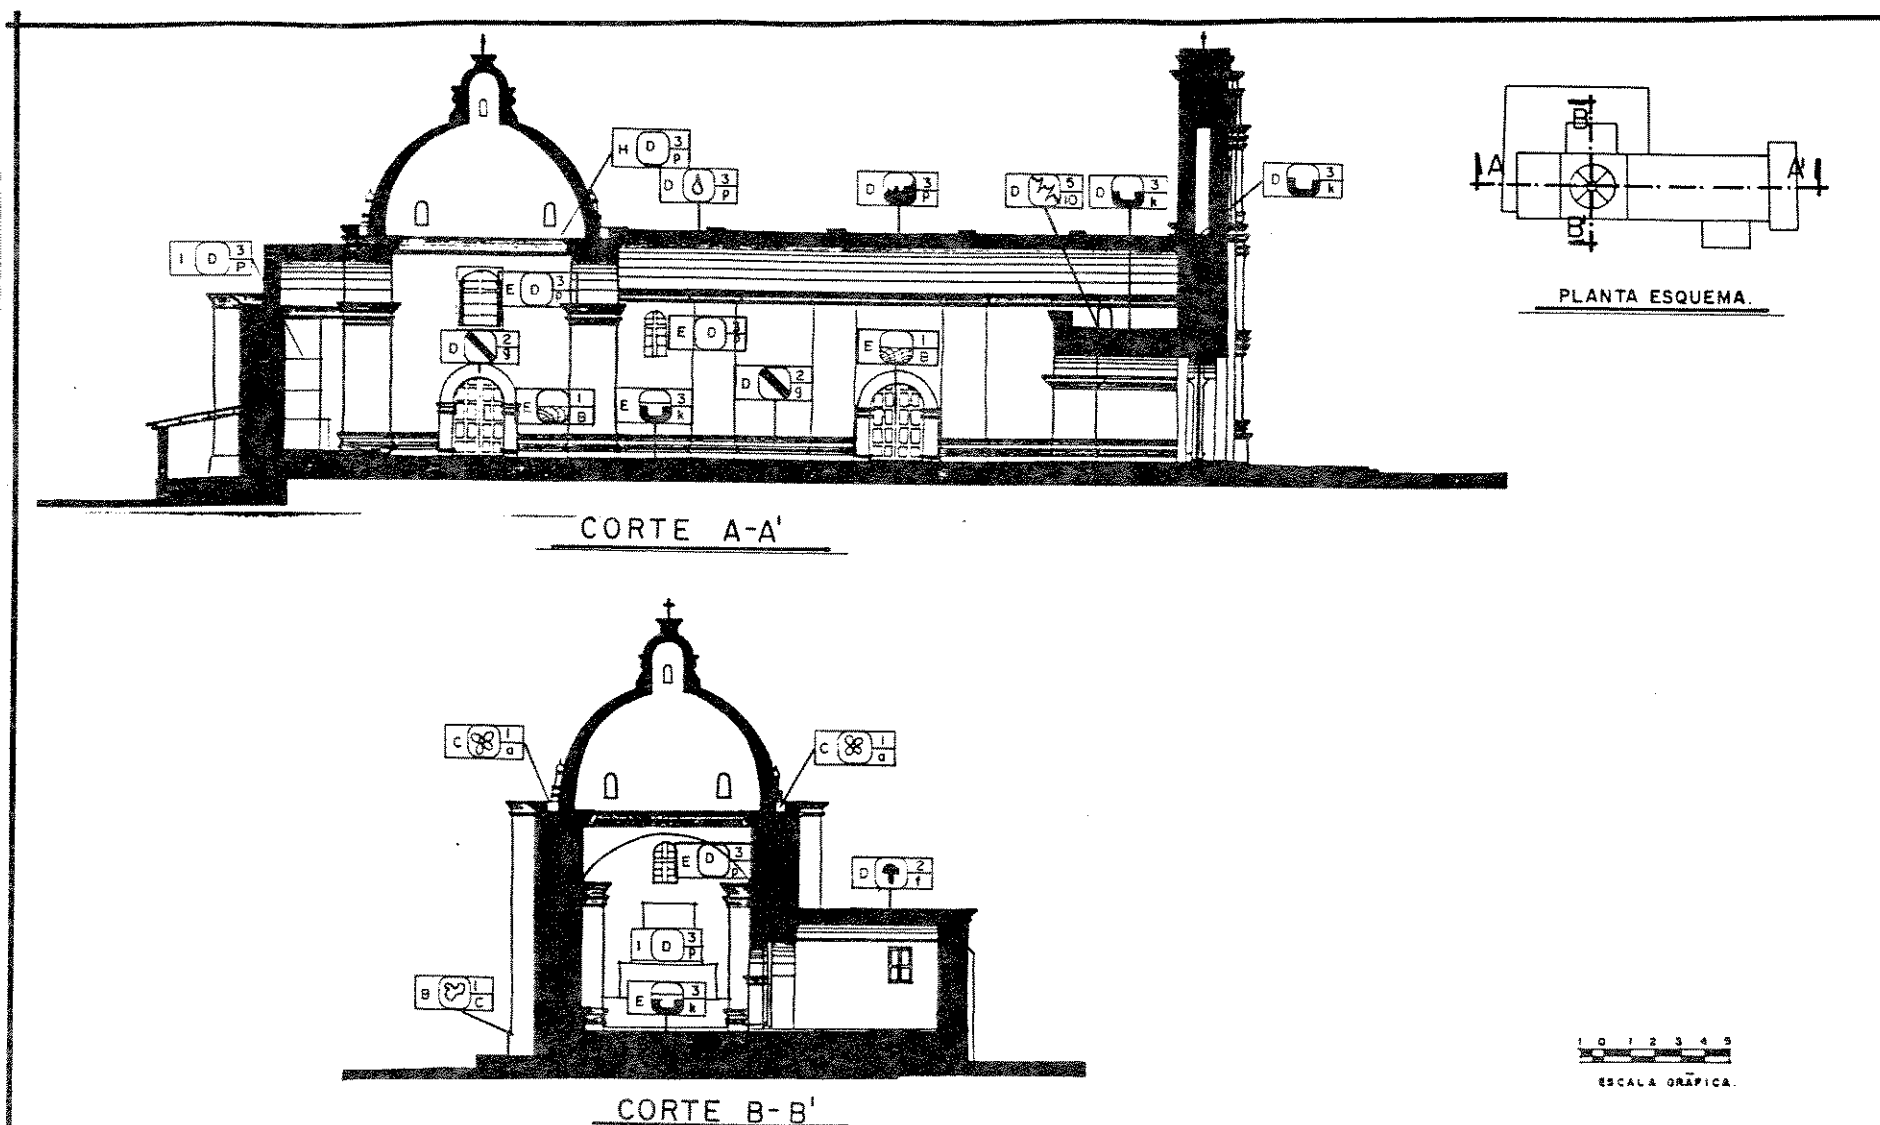 H D 3 P
D 3 P
D 3 P
D 5 10
D 3 k
D 3 k
I D 3 P
E D 3 P
E D 3
D 2 g
E 1 B
D 2 g
E 1 B
E 3 k
CORTE A-A'
B
A A'
B'
PLANTA ESQUEMA.
C 1 a
C 1 a
E D 3 P
D 2 f
I D 3 P
B 1 C
E 3 k
CORTE B-B'
1 0 1 2 3 4 5
ESCALA GRÁFICA.